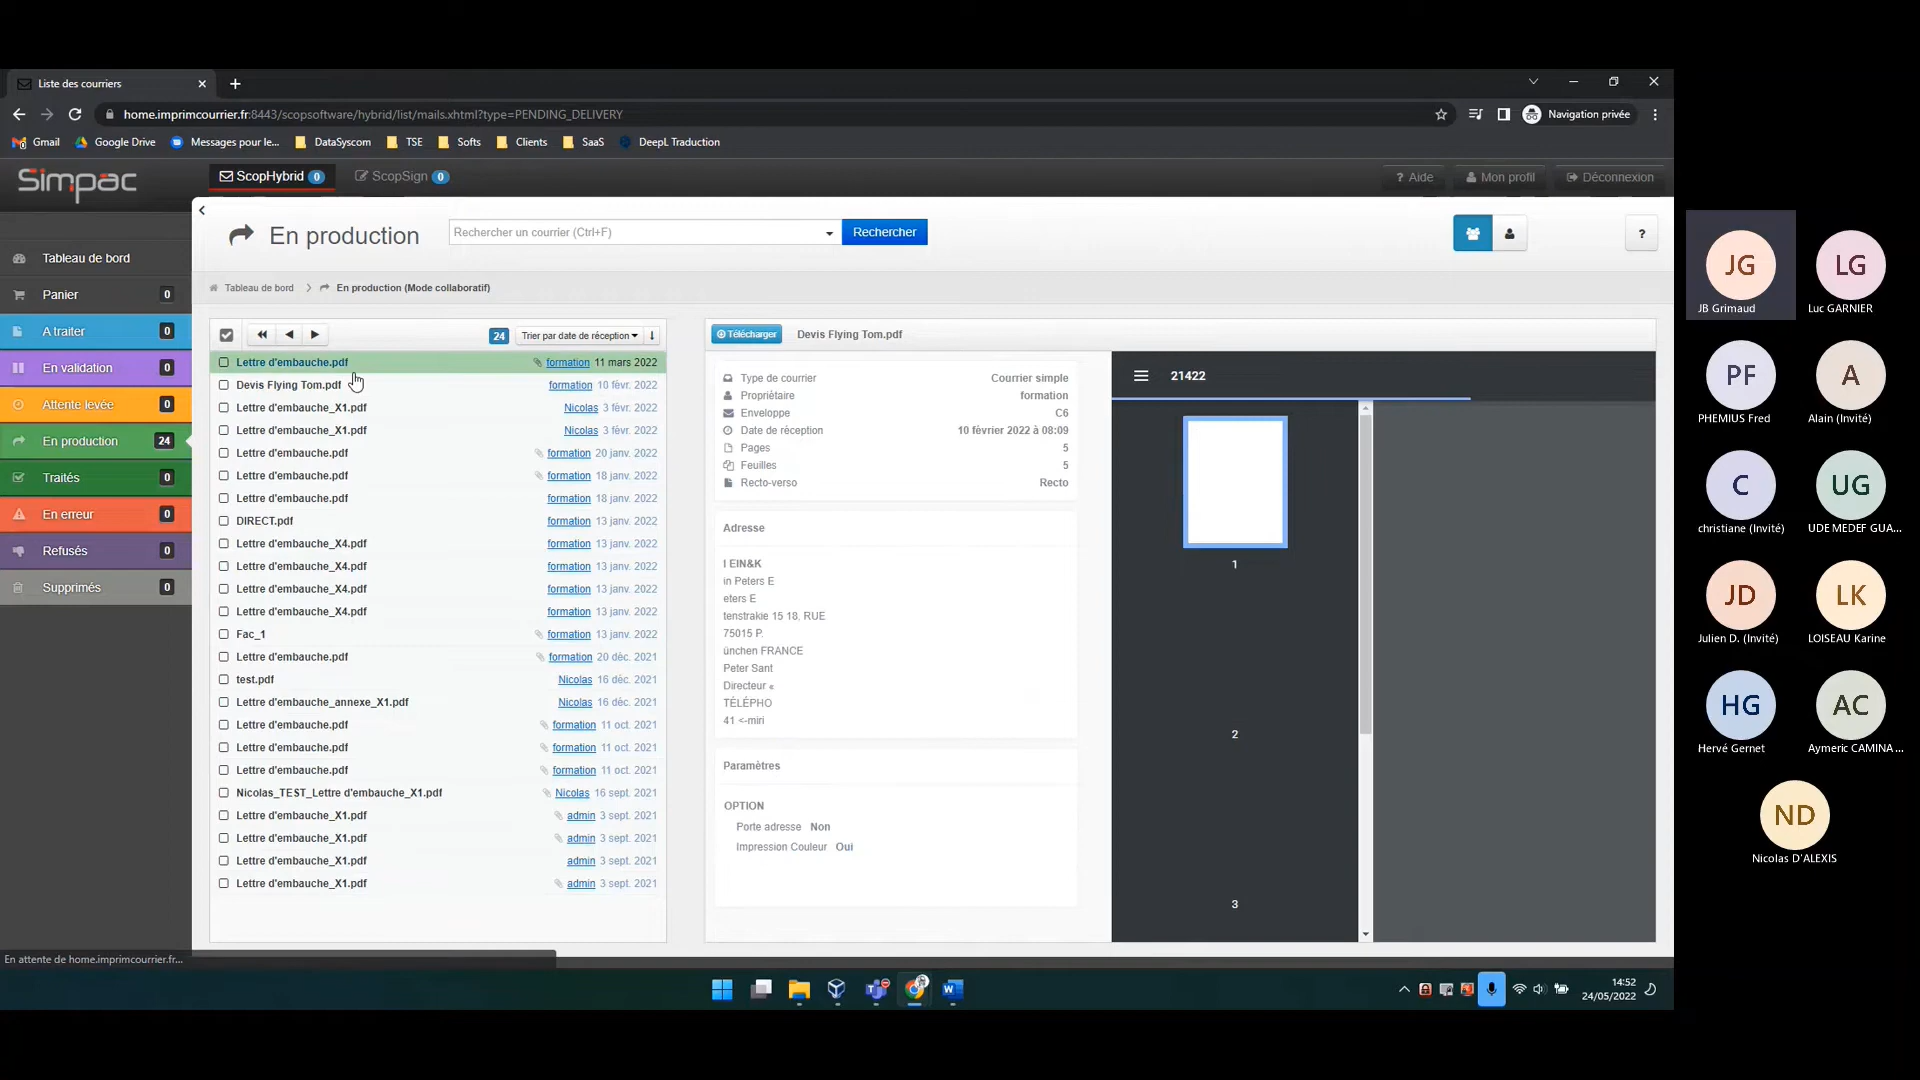 Liste des courriers
home.imprimcourrier.fr:8443/scopsoftware/hybrid/list/mails.xhtml?type=PENDING_DELIVERY
Navigation privée
Gmail
Google Drive
Messages pour le...
DataSyscom
TSE
Softs
Clients
SaaS
DeepL Traduction
Simpac
ScopHybrid 0
ScopSign 0
? Aide
Mon profil
Déconnexion
En production
Rechercher un courrier (Ctrl+F)
Rechercher
?
Tableau de bord
Panier 0
A traiter 0
En validation 0
Attente levée 0
En production 24
Traités 0
En erreur 0
Refusés 0
Supprimés 0
Tableau de bord
En production (Mode collaboratif)
24
Trier par date de réception
Lettre d'embauche.pdf formation 11 mars 2022
Devis Flying Tom.pdf formation 10 févr. 2022
Lettre d'embauche_X1.pdf Nicolas 3 févr. 2022
Lettre d'embauche_X1.pdf Nicolas 3 févr. 2022
Lettre d'embauche.pdf formation 20 janv. 2022
Lettre d'embauche.pdf formation 18 janv. 2022
Lettre d'embauche.pdf formation 18 janv. 2022
DIRECT.pdf formation 13 janv. 2022
Lettre d'embauche_X4.pdf formation 13 janv. 2022
Lettre d'embauche_X4.pdf formation 13 janv. 2022
Lettre d'embauche_X4.pdf formation 13 janv. 2022
Lettre d'embauche_X4.pdf formation 13 janv. 2022
Fac_1 formation 13 janv. 2022
Lettre d'embauche.pdf formation 20 déc. 2021
test.pdf Nicolas 16 déc. 2021
Lettre d'embauche_annexe_X1.pdf Nicolas 16 déc. 2021
Lettre d'embauche.pdf formation 11 oct. 2021
Lettre d'embauche.pdf formation 11 oct. 2021
Lettre d'embauche.pdf formation 11 oct. 2021
Nicolas_TEST_Lettre d'embauche_X1.pdf Nicolas 16 sept. 2021
Lettre d'embauche_X1.pdf admin 3 sept. 2021
Lettre d'embauche_X1.pdf admin 3 sept. 2021
Lettre d'embauche_X1.pdf admin 3 sept. 2021
Lettre d'embauche_X1.pdf admin 3 sept. 2021
Télécharger
Devis Flying Tom.pdf
Type de courrier Courrier simple
Propriétaire formation
Enveloppe C6
Date de réception 10 février 2022 à 08:09
Pages 5
Feuilles 5
Recto-verso Recto
Adresse
I EIN&K
in Peters E
eters E
tenstrakie 15 18, RUE
75015 P.
ünchen FRANCE
Peter Sant
Directeur «
TÉLÉPHO
41 <-miri
Paramètres
OPTION
Porte adresse Non
Impression Couleur Oui
21422
1
2
3
En attente de home.imprimcourrier.fr...
14:52
24/05/2022
JG
JB Grimaud
LG
Luc GARNIER
PF
PHEMIUS Fred
A
Alain (Invité)
C
christiane (Invité)
UG
UDE MEDEF GUA...
JD
Julien D. (Invité)
LK
LOISEAU Karine
HG
Hervé Gernet
AC
Aymeric CAMINA ...
ND
Nicolas D'ALEXIS